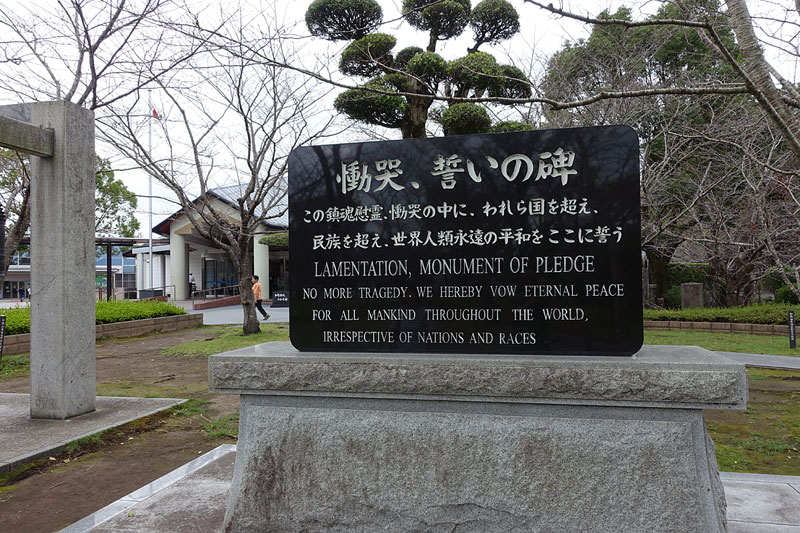 慟哭、誓いの碑
この鎮魂慰霊、慟哭の中に、われら国を超え、
民族を超え、世界人類永遠の平和をここに誓う
LAMENTATION, MONUMENT OF PLEDGE
NO MORE TRAGEDY. WE HEREBY VOW ETERNAL PEACE
FOR ALL MANKIND THROUGHOUT THE WORLD,
IRRESPECTIVE OF NATIONS AND RACES